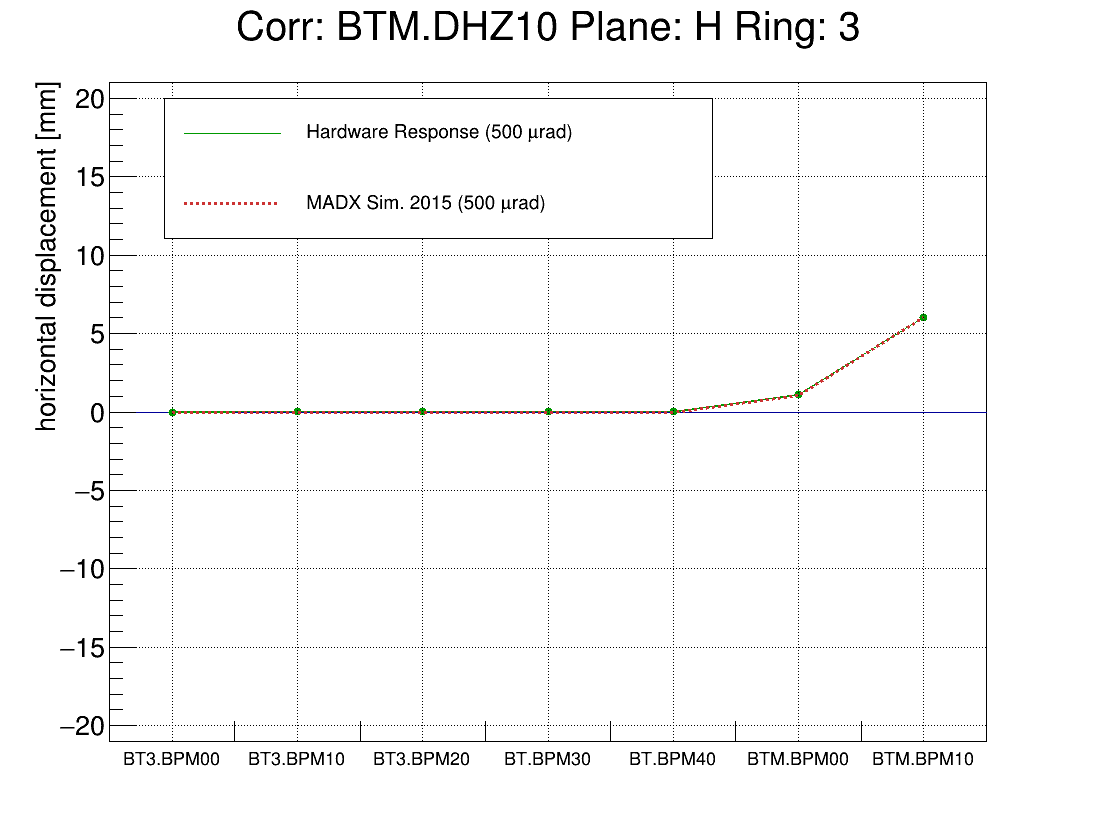 Corr: BTM.DHZ10 Plane: H Ring: 3
horizontal displacement [mm]
Hardware Response (500 μrad)
MADX Sim. 2015 (500 μrad)
20
15
10
5
0
−5
−10
−15
−20
BT3.BPM00 BT3.BPM10 BT3.BPM20 BT.BPM30 BT.BPM40 BTM.BPM00 BTM.BPM10